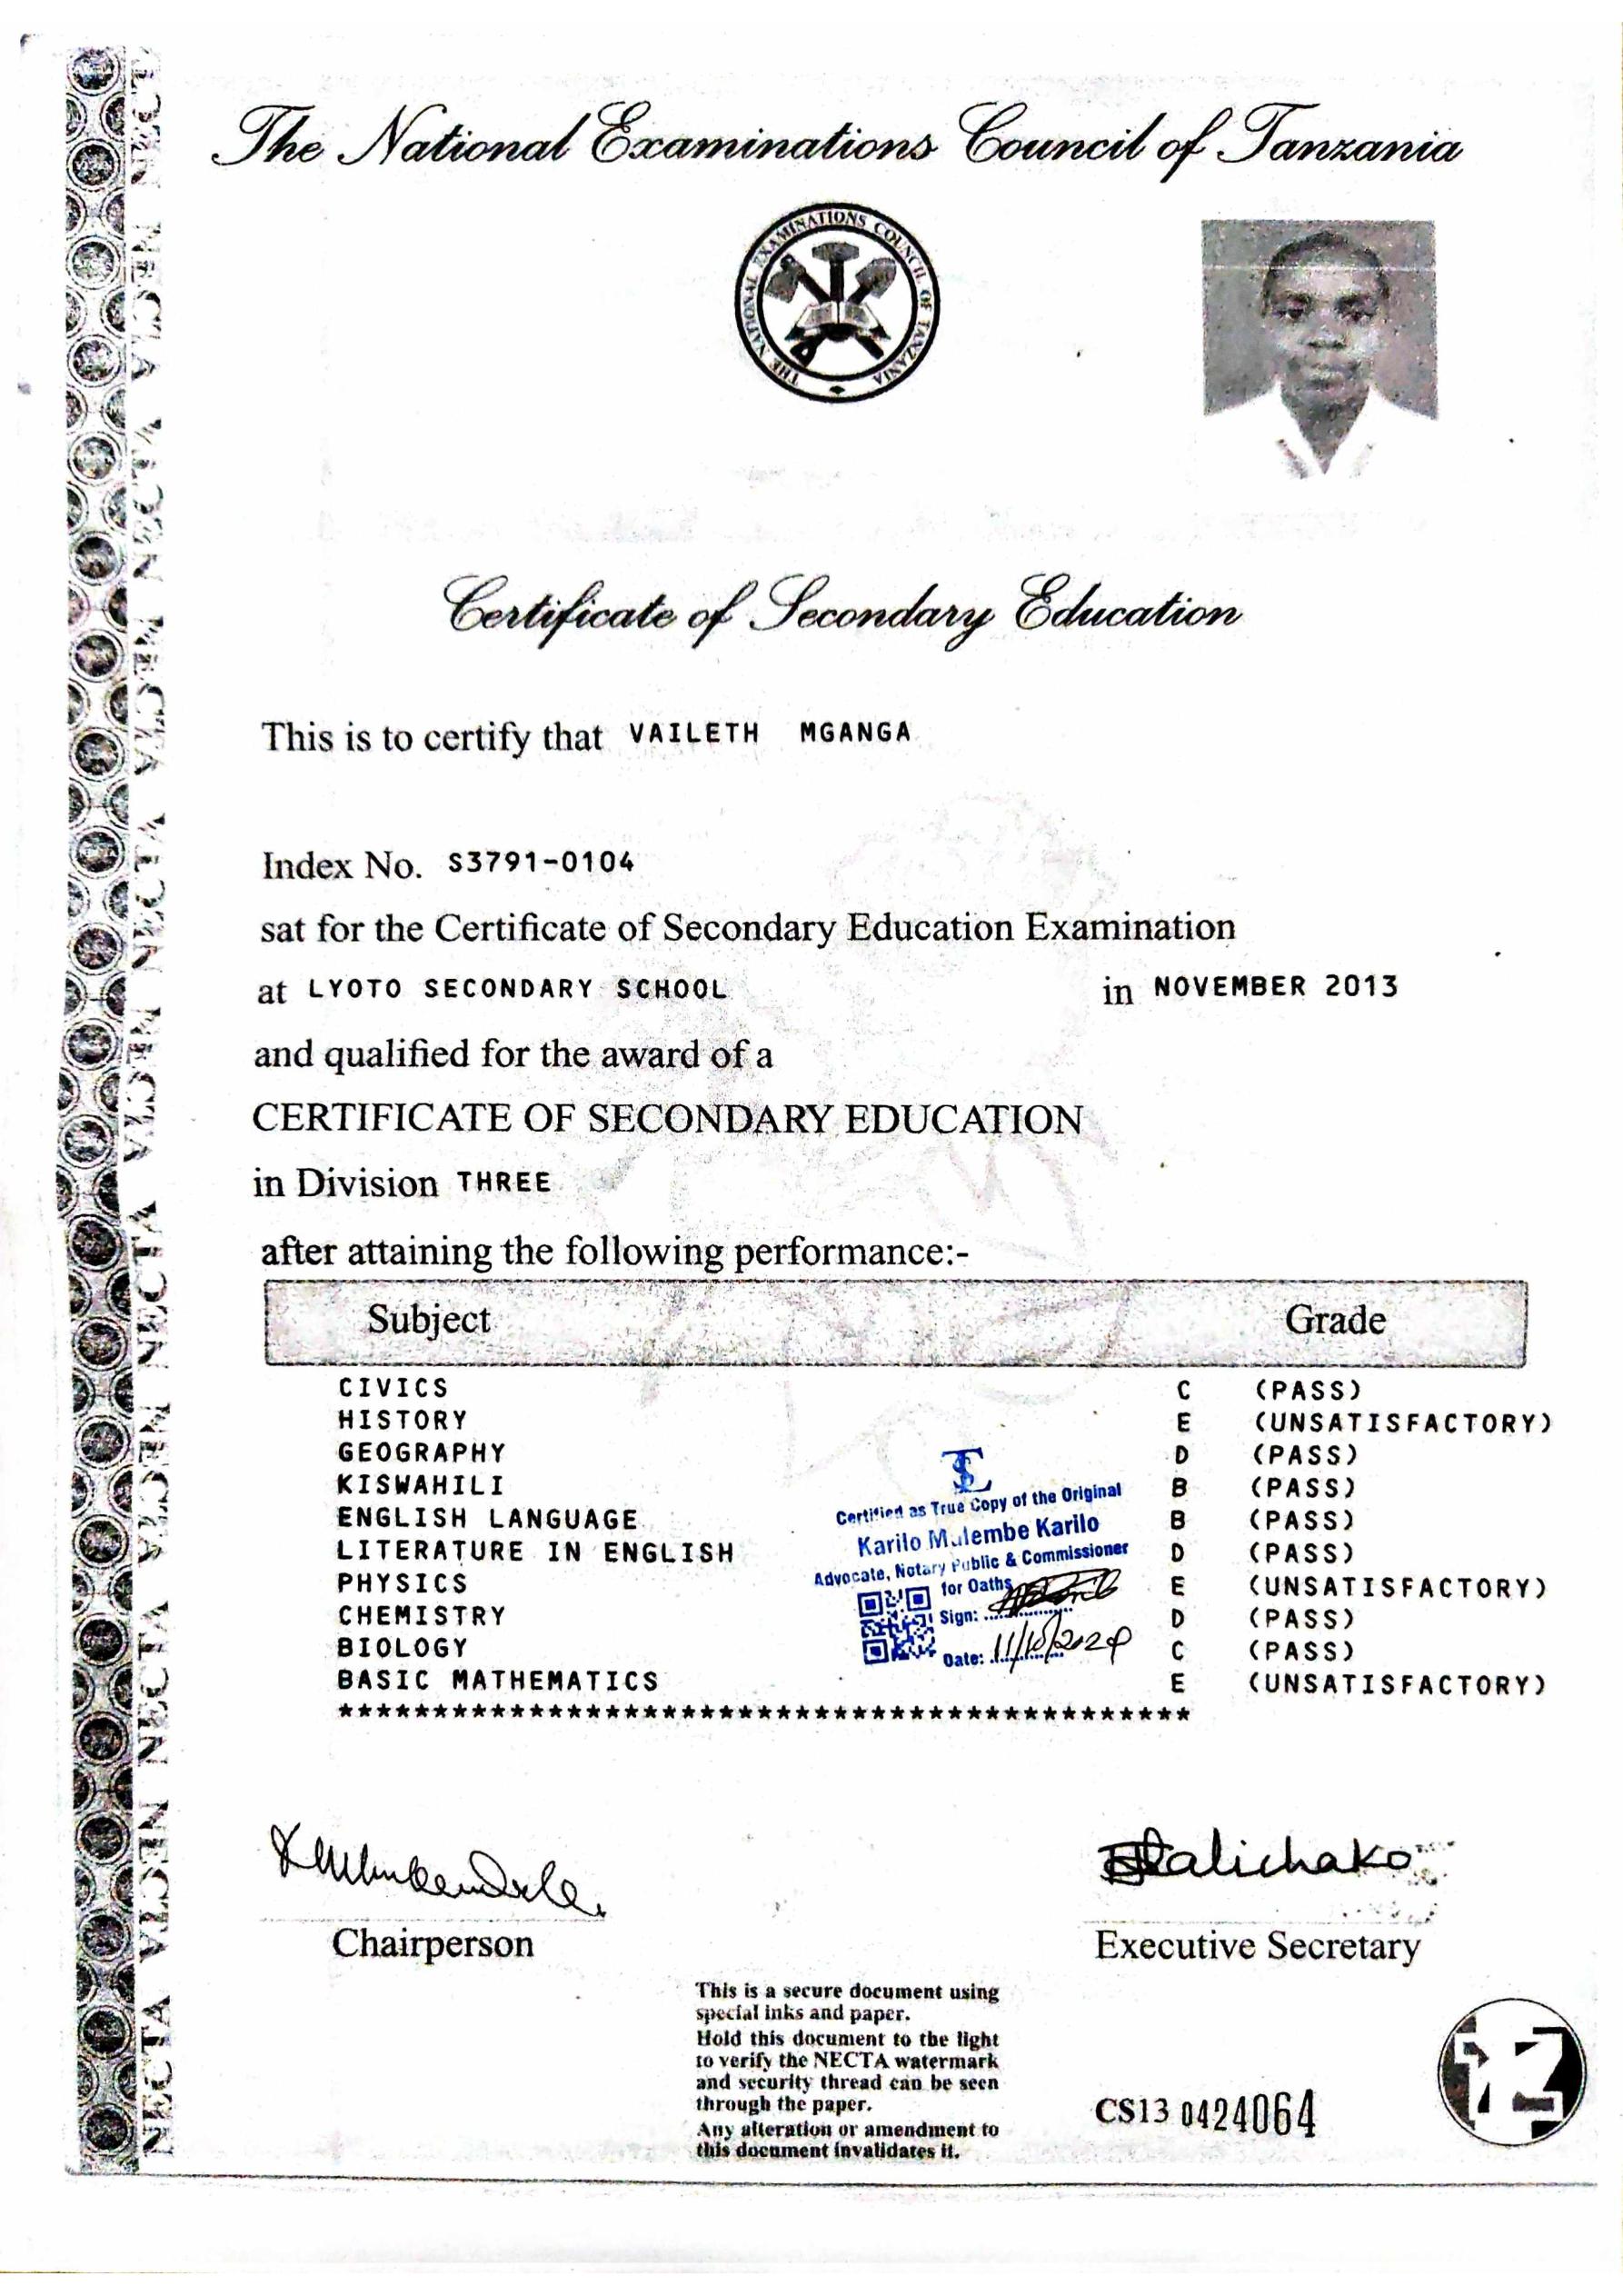 The National Examinations Council of Tanzania
THE NATIONAL EXAMINATIONS COUNCIL OF TANZANIA
Certificate of Secondary Education
This is to certify that VAILETH MGANGA
Index No. S3791-0104
sat for the Certificate of Secondary Education Examination
at LYOTO SECONDARY SCHOOL in NOVEMBER 2013
and qualified for the award of a
CERTIFICATE OF SECONDARY EDUCATION
in Division THREE
after attaining the following performance:-
Subject Grade
CIVICS C (PASS)
HISTORY E (UNSATISFACTORY)
GEOGRAPHY D (PASS)
KISWAHILI B (PASS)
ENGLISH LANGUAGE B (PASS)
LITERATURE IN ENGLISH D (PASS)
PHYSICS E (UNSATISFACTORY)
CHEMISTRY D (PASS)
BIOLOGY C (PASS)
BASIC MATHEMATICS E (UNSATISFACTORY)
*********************************************
Certified as True Copy of the Original
Karilo Mulembe Karilo
Advocate, Notary Public & Commissioner
for Oaths
Sign:
Date: 11/10/2024
Chairperson
Executive Secretary
This is a secure document using
special inks and paper.
Hold this document to the light
to verify the NECTA watermark
and security thread can be seen
through the paper.
Any alteration or amendment to
this document invalidates it.
CS13 0424064
NECTA NECTA NECTA NECTA NECTA NECTA NECTA